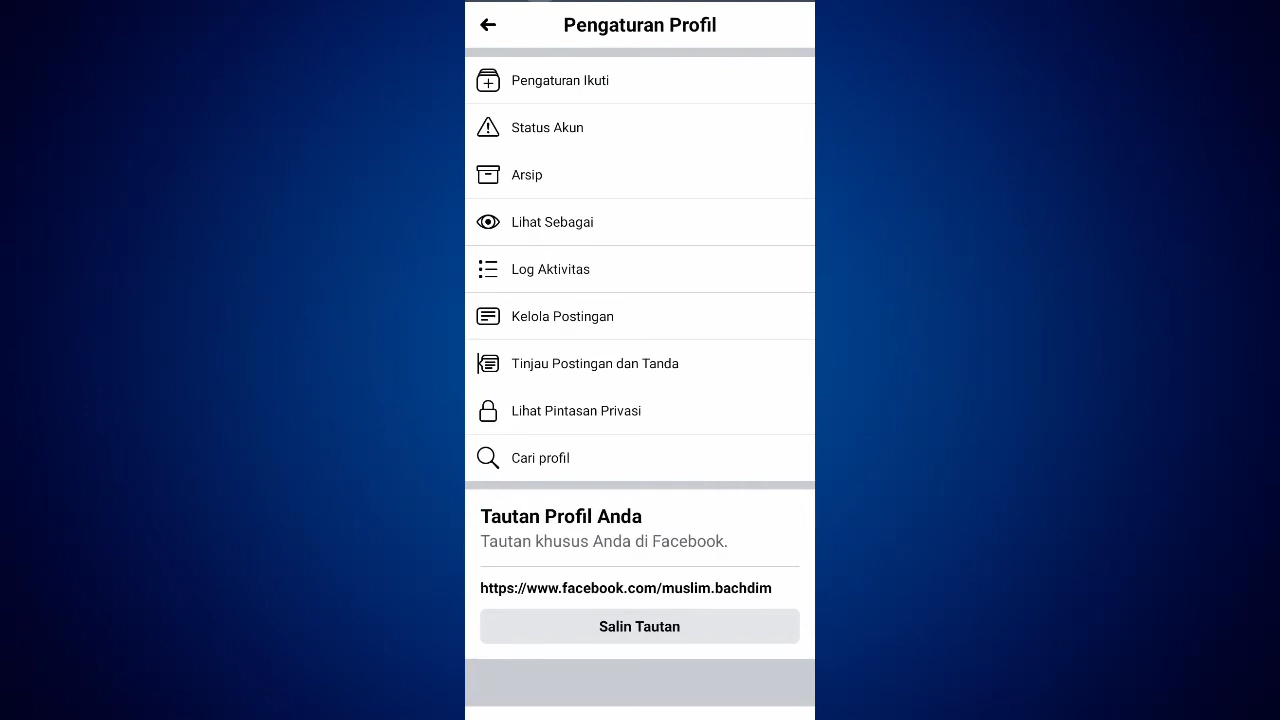 Pengaturan Profil
Pengaturan Ikuti
Status Akun
Arsip
Lihat Sebagai
Log Aktivitas
Kelola Postingan
Tinjau Postingan dan Tanda
Lihat Pintasan Privasi
Cari profil
Tautan Profil Anda
Tautan khusus Anda di Facebook.
https://www.facebook.com/muslim.bachdim
Salin Tautan